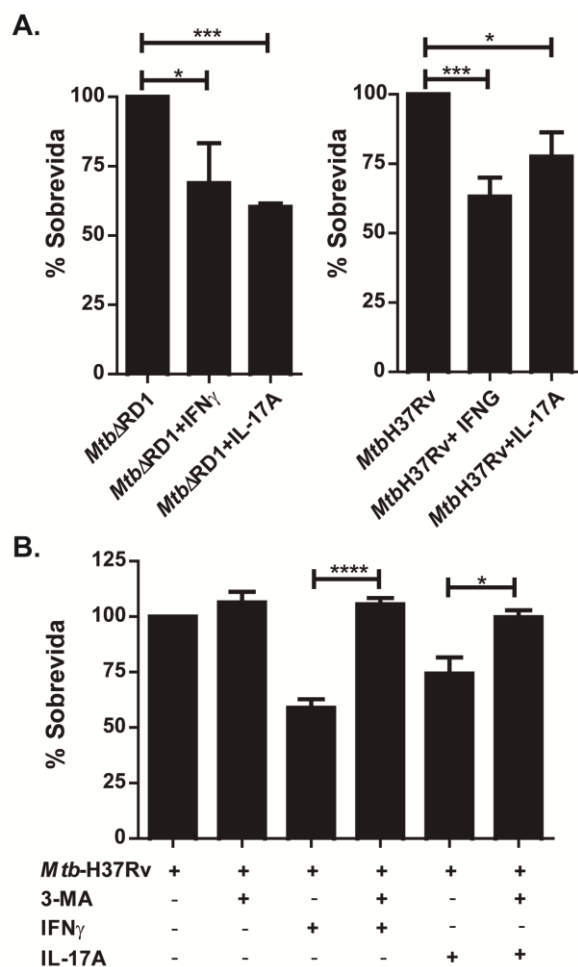 A.
***
*
% Sobrevida
100
75
50
25
0
MtbΔRD1
MtbΔRD1+IFNγ
MtbΔRD1+IL-17A
*
***
% Sobrevida
100
75
50
25
0
MtbH37Rv
MtbH37Rv+ IFNG
MtbH37Rv+IL-17A
B.
****
*
% Sobrevida
125
100
75
50
25
0
Mtb-H37Rv + + + + + +
3-MA - + - + - +
IFNγ - - + + - -
IL-17A - - - - + +